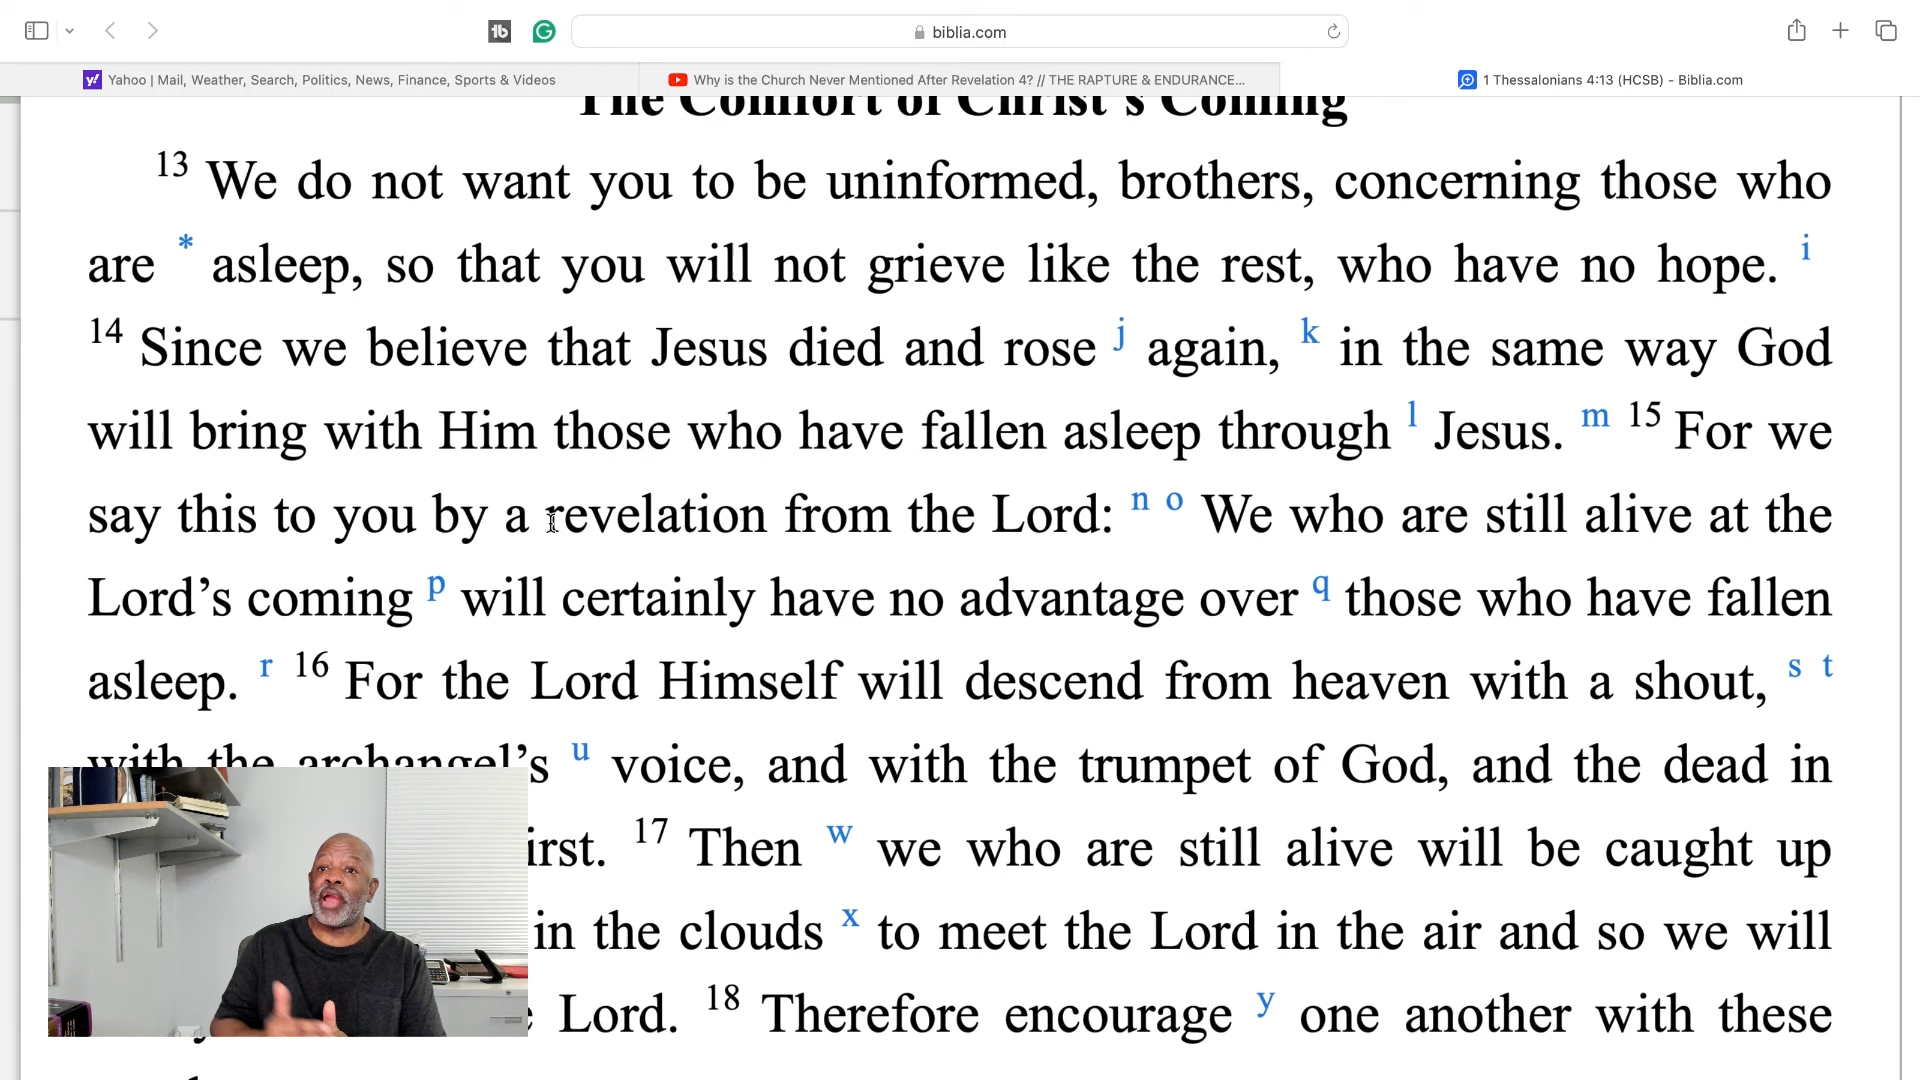 biblia.com
Yahoo | Mail, Weather, Search, Politics, News, Finance, Sports & Videos
Why is the Church Never Mentioned After Revelation 4? // THE RAPTURE & ENDURANCE...
1 Thessalonians 4:13 (HCSB) - Biblia.com
The Comfort of Christ's Coming
13 We do not want you to be uninformed, brothers, concerning those who
are * asleep, so that you will not grieve like the rest, who have no hope. i
14 Since we believe that Jesus died and rose j again, k in the same way God
will bring with Him those who have fallen asleep through l Jesus. m 15 For we
say this to you by a revelation from the Lord: n o We who are still alive at the
Lord’s coming p will certainly have no advantage over q those who have fallen
asleep. r 16 For the Lord Himself will descend from heaven with a shout, s t
with the archangel’s u voice, and with the trumpet of God, and the dead in
17 Then w we who are still alive will be caught up
in the clouds x to meet the Lord in the air and so we will
Lord. 18 Therefore encourage y one another with these